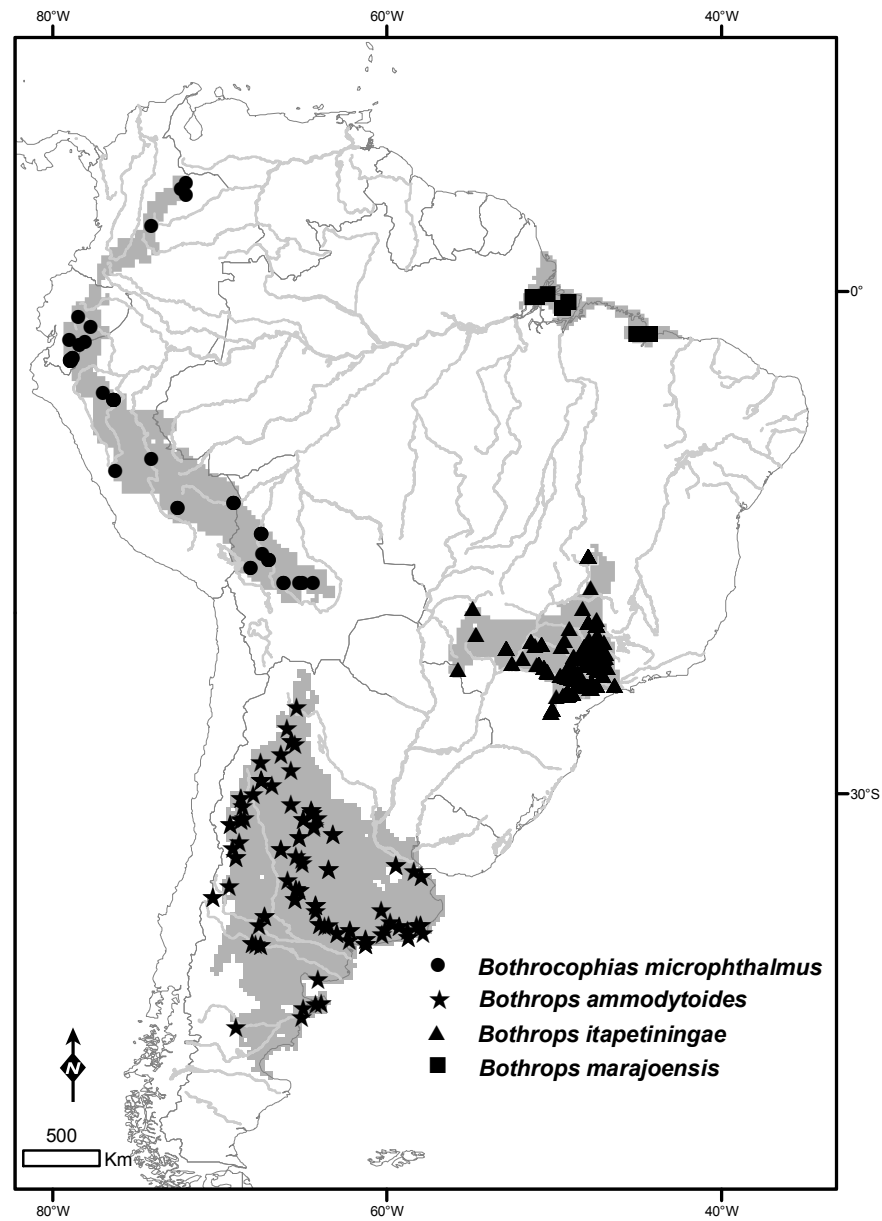 80°W 60°W 40°W
0°
30°S
Bothrocophias microphthalmus
Bothrops ammodytoides
Bothrops itapetiningae
Bothrops marajoensis
N
500
Km
80°W 60°W 40°W